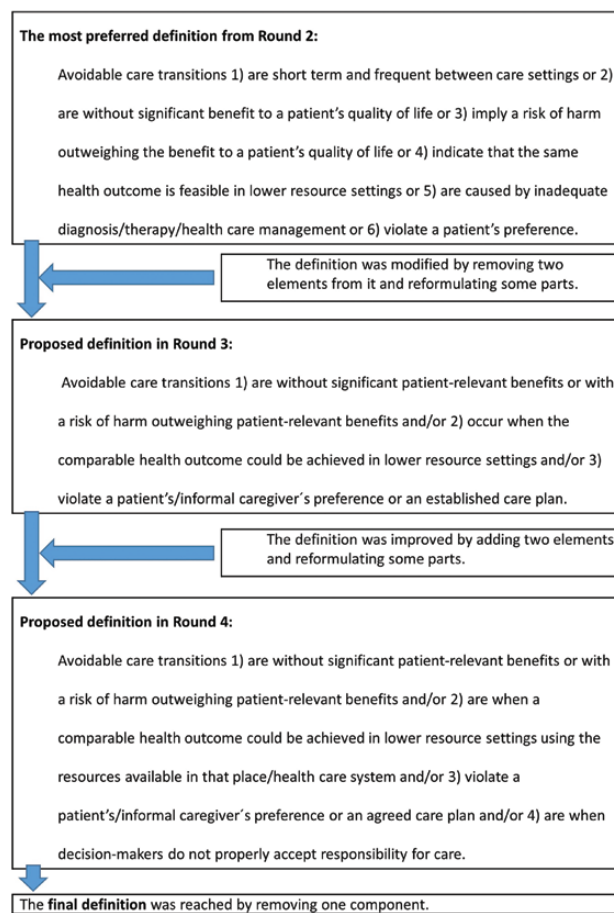 The most preferred definition from Round 2:
Avoidable care transitions 1) are short term and frequent between care settings or 2)
are without significant benefit to a patient’s quality of life or 3) imply a risk of harm
outweighing the benefit to a patient’s quality of life or 4) indicate that the same
health outcome is feasible in lower resource settings or 5) are caused by inadequate
diagnosis/therapy/health care management or 6) violate a patient’s preference.
The definition was modified by removing two
elements from it and reformulating some parts.
Proposed definition in Round 3:
Avoidable care transitions 1) are without significant patient-relevant benefits or with
a risk of harm outweighing patient-relevant benefits and/or 2) occur when the
comparable health outcome could be achieved in lower resource settings and/or 3)
violate a patient’s/informal caregiver´s preference or an established care plan.
The definition was improved by adding two elements
and reformulating some parts.
Proposed definition in Round 4:
Avoidable care transitions 1) are without significant patient-relevant benefits or with
a risk of harm outweighing patient-relevant benefits and/or 2) are when a
comparable health outcome could be achieved in lower resource settings using the
resources available in that place/health care system and/or 3) violate a
patient’s/informal caregiver´s preference or an agreed care plan and/or 4) are when
decision-makers do not properly accept responsibility for care.
The final definition was reached by removing one component.